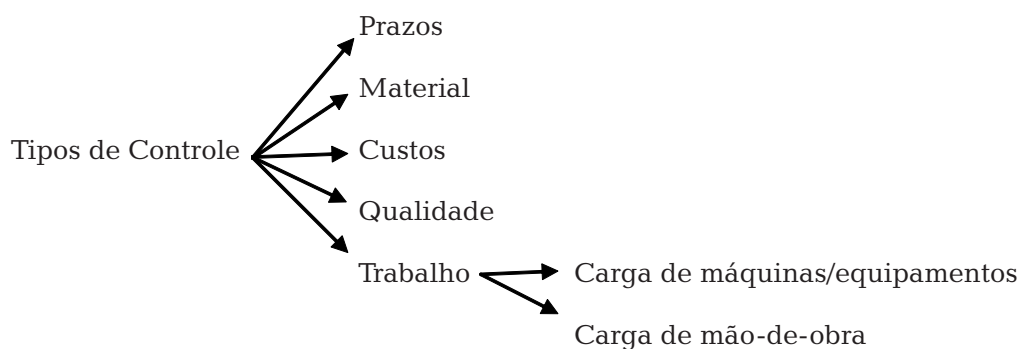 Prazos
Material
Tipos de Controle
Custos
Qualidade
Trabalho
Carga de máquinas/equipamentos
Carga de mão-de-obra